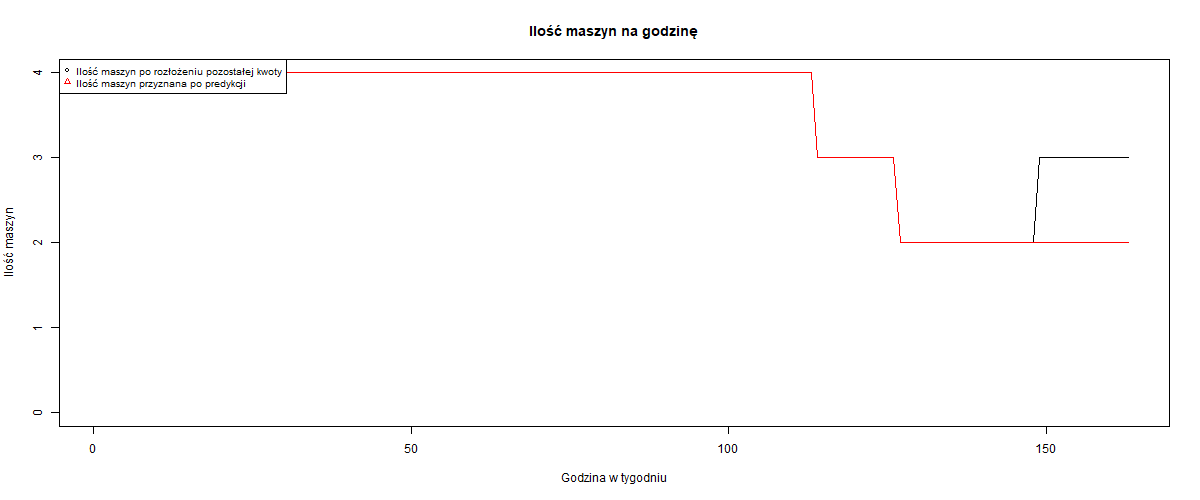 Ilość maszyn na godzinę
Ilość maszyn po rozłożeniu pozostałej kwoty
Ilość maszyn przyznana po predykcji
4
3
2
1
0
Ilość maszyn
0 50 100 150
Godzina w tygodniu